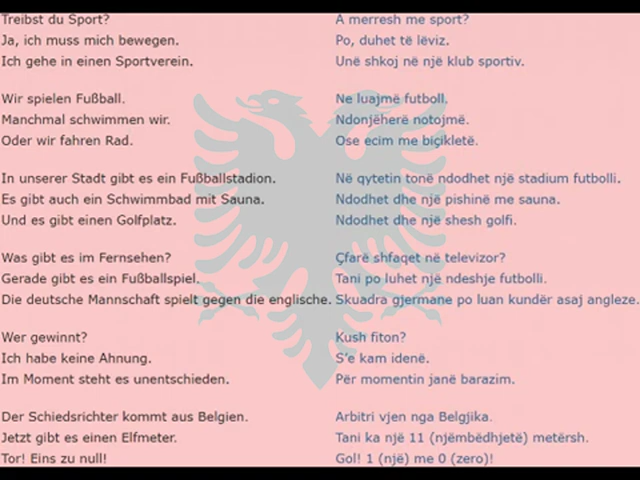 Treibst du Sport? A merresh me sport?
Ja, ich muss mich bewegen. Po, duhet të lëviz.
Ich gehe in einen Sportverein. Unë shkoj në një klub sportiv.
Wir spielen Fußball. Ne luajmë futboll.
Manchmal schwimmen wir. Ndonjëherë notojmë.
Oder wir fahren Rad. Ose ecim me biçikletë.
In unserer Stadt gibt es ein Fußballstadion. Në qytetin tonë ndodhet një stadium futbolli.
Es gibt auch ein Schwimmbad mit Sauna. Ndodhet dhe një pishinë me sauna.
Und es gibt einen Golfplatz. Ndodhet dhe një shesh golfi.
Was gibt es im Fernsehen? Çfarë shfaqet në televizor?
Gerade gibt es ein Fußballspiel. Tani po luhet një ndeshje futbolli.
Die deutsche Mannschaft spielt gegen die englische. Skuadra gjermane po luan kundër asaj angleze.
Wer gewinnt? Kush fiton?
Ich habe keine Ahnung. S'e kam idenë.
Im Moment steht es unentschieden. Për momentin janë barazim.
Der Schiedsrichter kommt aus Belgien. Arbitri vjen nga Belgjika.
Jetzt gibt es einen Elfmeter. Tani ka një 11 (njëmbëdhjetë) metërsh.
Tor! Eins zu null! Gol! 1 (një) me 0 (zero)!